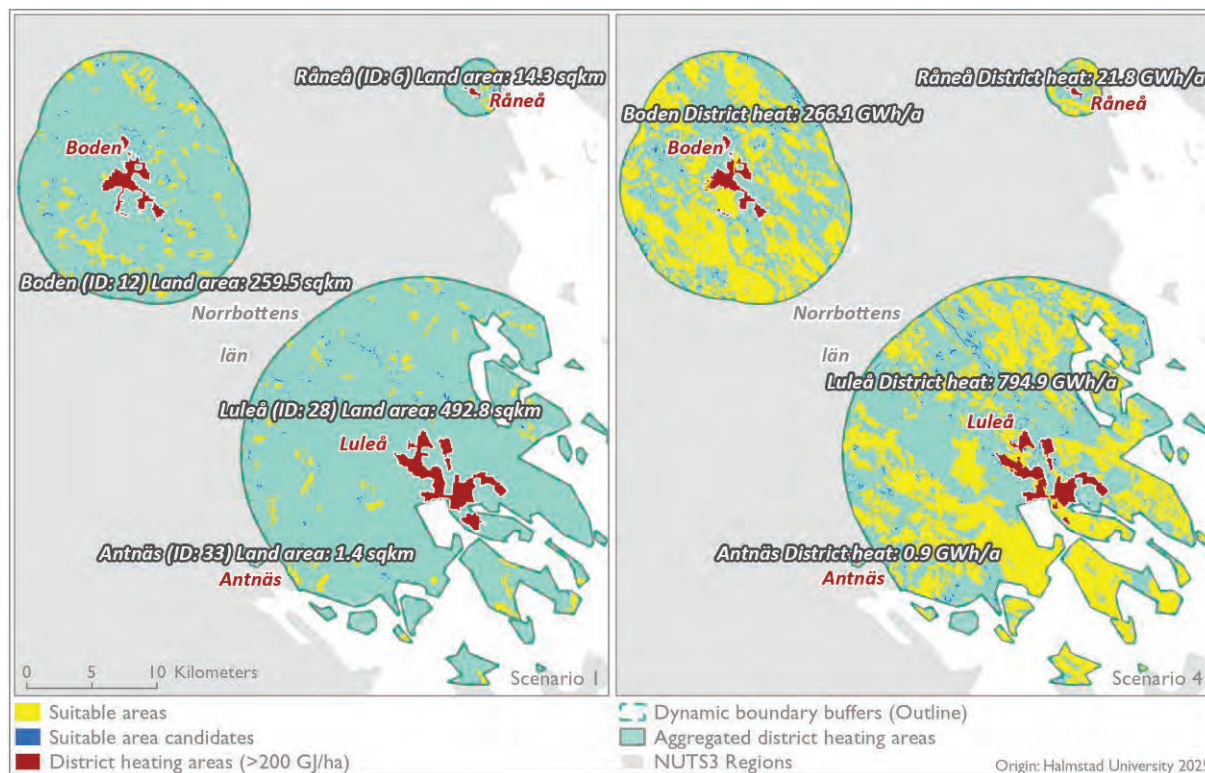 Råneå (ID: 6) Land area: 14.3 sqkm
Råneå
Boden
Boden (ID: 12) Land area: 259.5 sqkm
Norrbottens
län
Luleå (ID: 28) Land area: 492.8 sqkm
Luleå
Antnäs (ID: 33) Land area: 1.4 sqkm
Antnäs
0 5 10 Kilometers
Scenario 1
Råneå District heat: 21.8 GWh/a
Råneå
Boden District heat: 266.1 GWh/a
Boden
Norrbottens
län
Luleå District heat: 794.9 GWh/a
Luleå
Antnäs District heat: 0.9 GWh/a
Antnäs
Scenario 4
Suitable areas
Suitable area candidates
District heating areas (>200 GJ/ha)
Dynamic boundary buffers (Outline)
Aggregated district heating areas
NUTS3 Regions
Origin: Halmstad University 2025